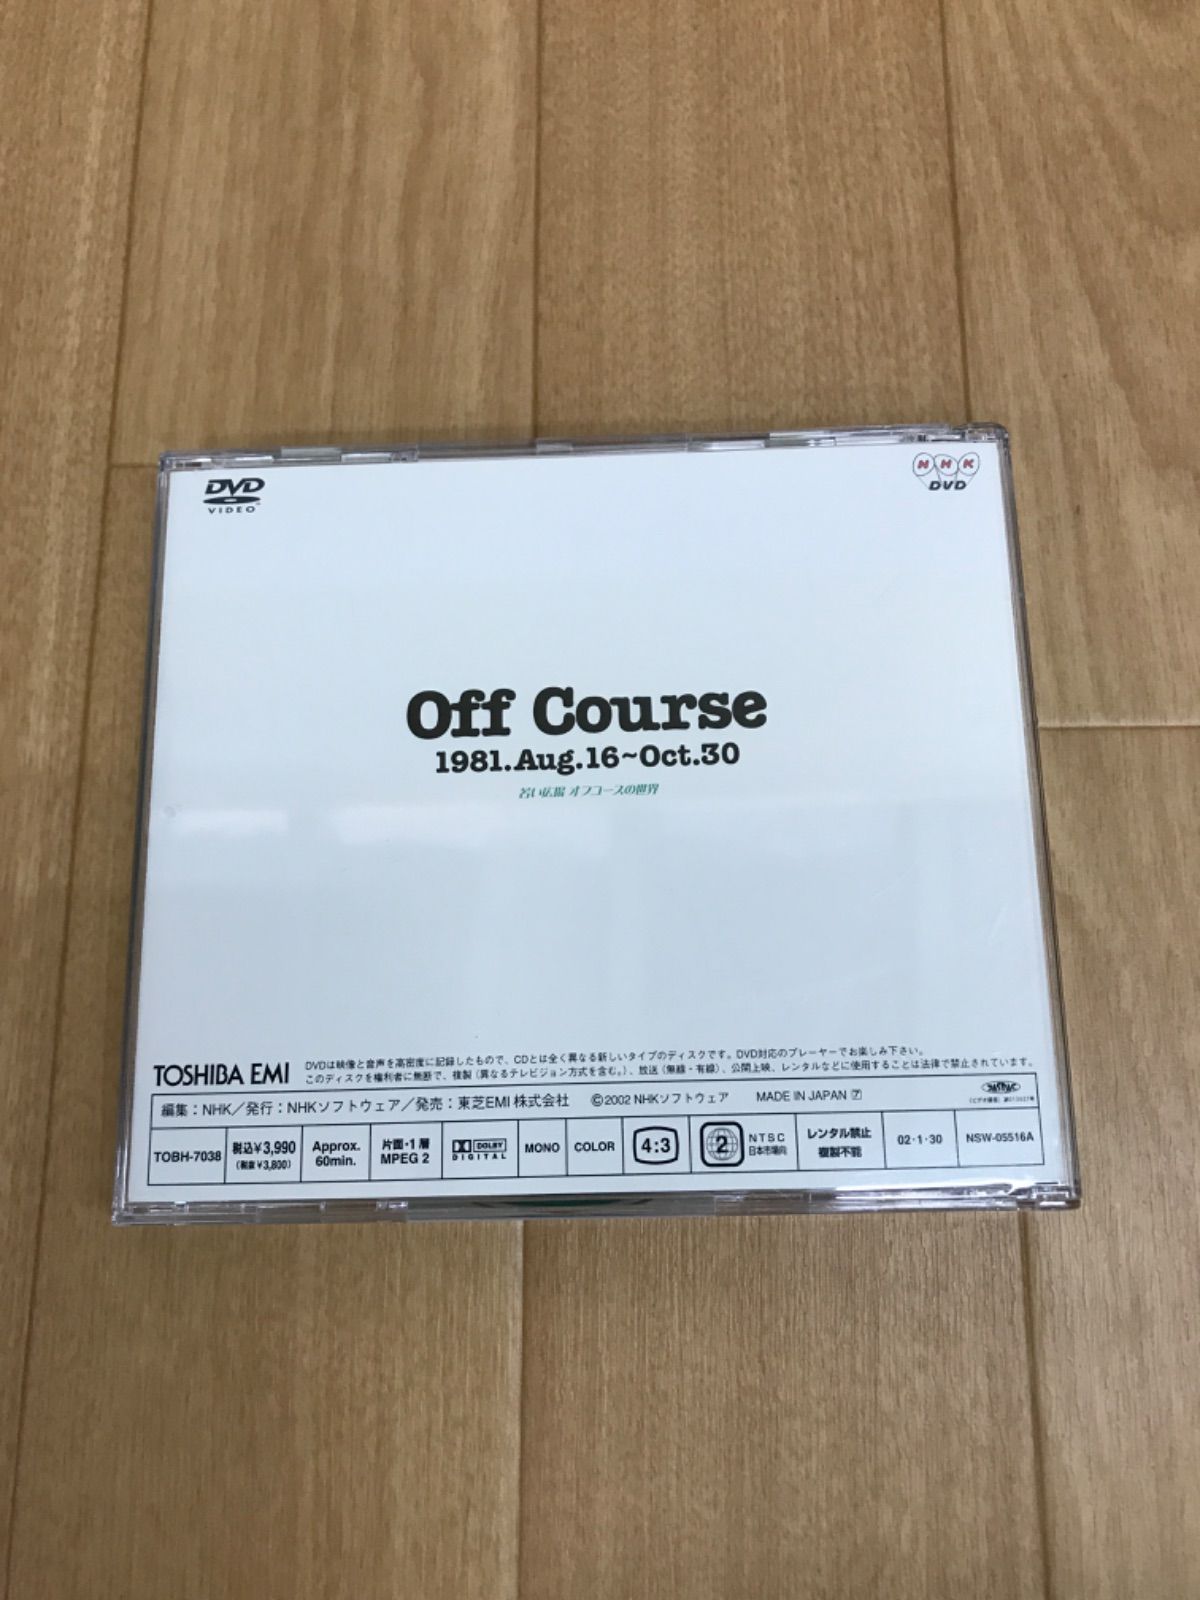 DVD
VIDEO
NHK
DVD
Off Course
1981.Aug.16~Oct.30
若い広場 オフコースの世界
TOSHIBA EMI
DVDは映像と音声を高密度に記録したもので、CDとは全く異なる新しいタイプのディスクです。DVD対応のプレーヤーでお楽しみ下さい。
このディスクを権利者に無断で、複製(異なるテレビジョン方式を含む。)、放送(無線・有線)、公開上映、レンタルなどに使用することは法律で禁止されています。
編集:NHK/発行:NHKソフトウェア/発売:東芝EMI株式会社 ©2002 NHKソフトウェア MADE IN JAPAN 7
TOBH-7038
税込¥3,990
(税抜¥3,800)
Approx.
60min.
片面・1層
MPEG 2
DOLBY
DIGITAL
MONO
COLOR
4:3
2
NTSC
日本市場向
レンタル禁止
複製不能
02・1・30
NSW-05516A